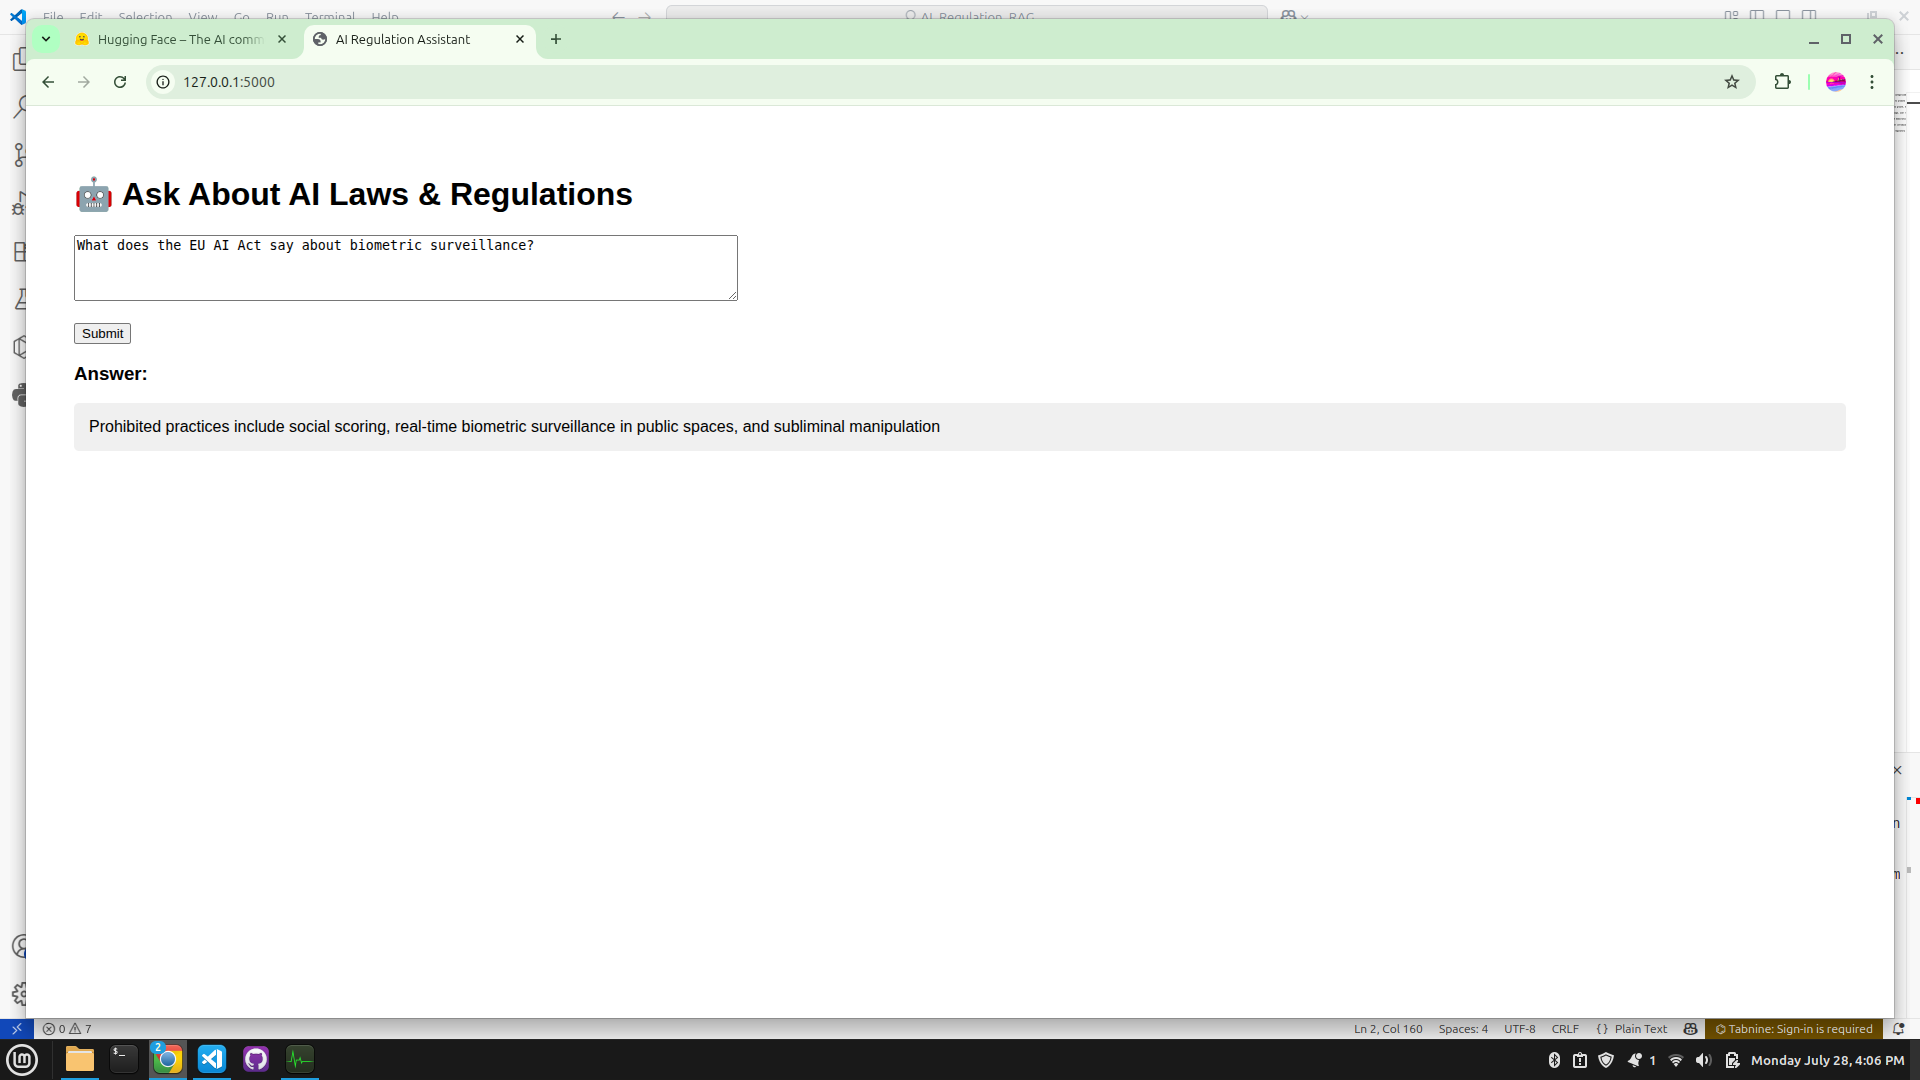 File Edit Selection View Go Run Terminal Help AI_Regulation_RAG
Hugging Face – The AI comm AI Regulation Assistant
127.0.0.1:5000
🤖 Ask About AI Laws & Regulations
What does the EU AI Act say about biometric surveillance?
Submit
Answer:
Prohibited practices include social scoring, real-time biometric surveillance in public spaces, and subliminal manipulation
n
m
0 7 Ln 2, Col 160 Spaces: 4 UTF-8 CRLF {} Plain Text Tabnine: Sign-in is required
2 1 Monday July 28, 4:06 PM